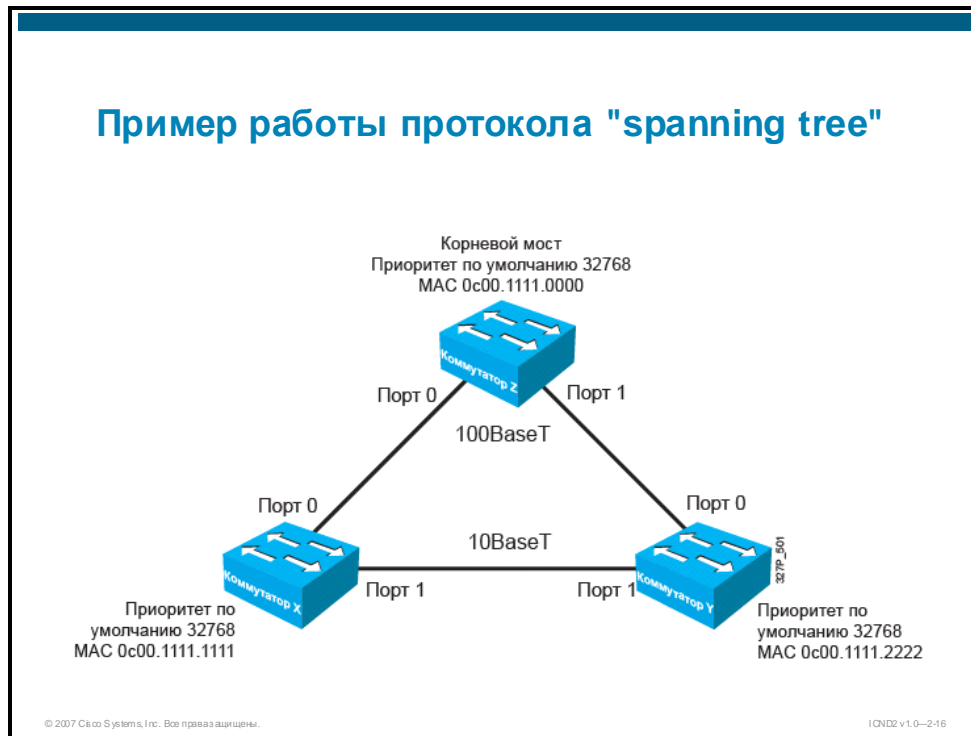 Пример работы протокола "spanning tree"
Корневой мост
Приоритет по умолчанию 32768
MAC 0c00.1111.0000
Коммутатор Z
Порт 0
Порт 1
100BaseT
Порт 0
Порт 0
10BaseT
Коммутатор X
Порт 1
Порт 1
Коммутатор Y
327P_501
Приоритет по
умолчанию 32768
MAC 0c00.1111.1111
Приоритет по
умолчанию 32768
MAC 0c00.1111.2222
© 2007 Cisco Systems, Inc. Все права защищены.
ICND2 v1.0—2-16